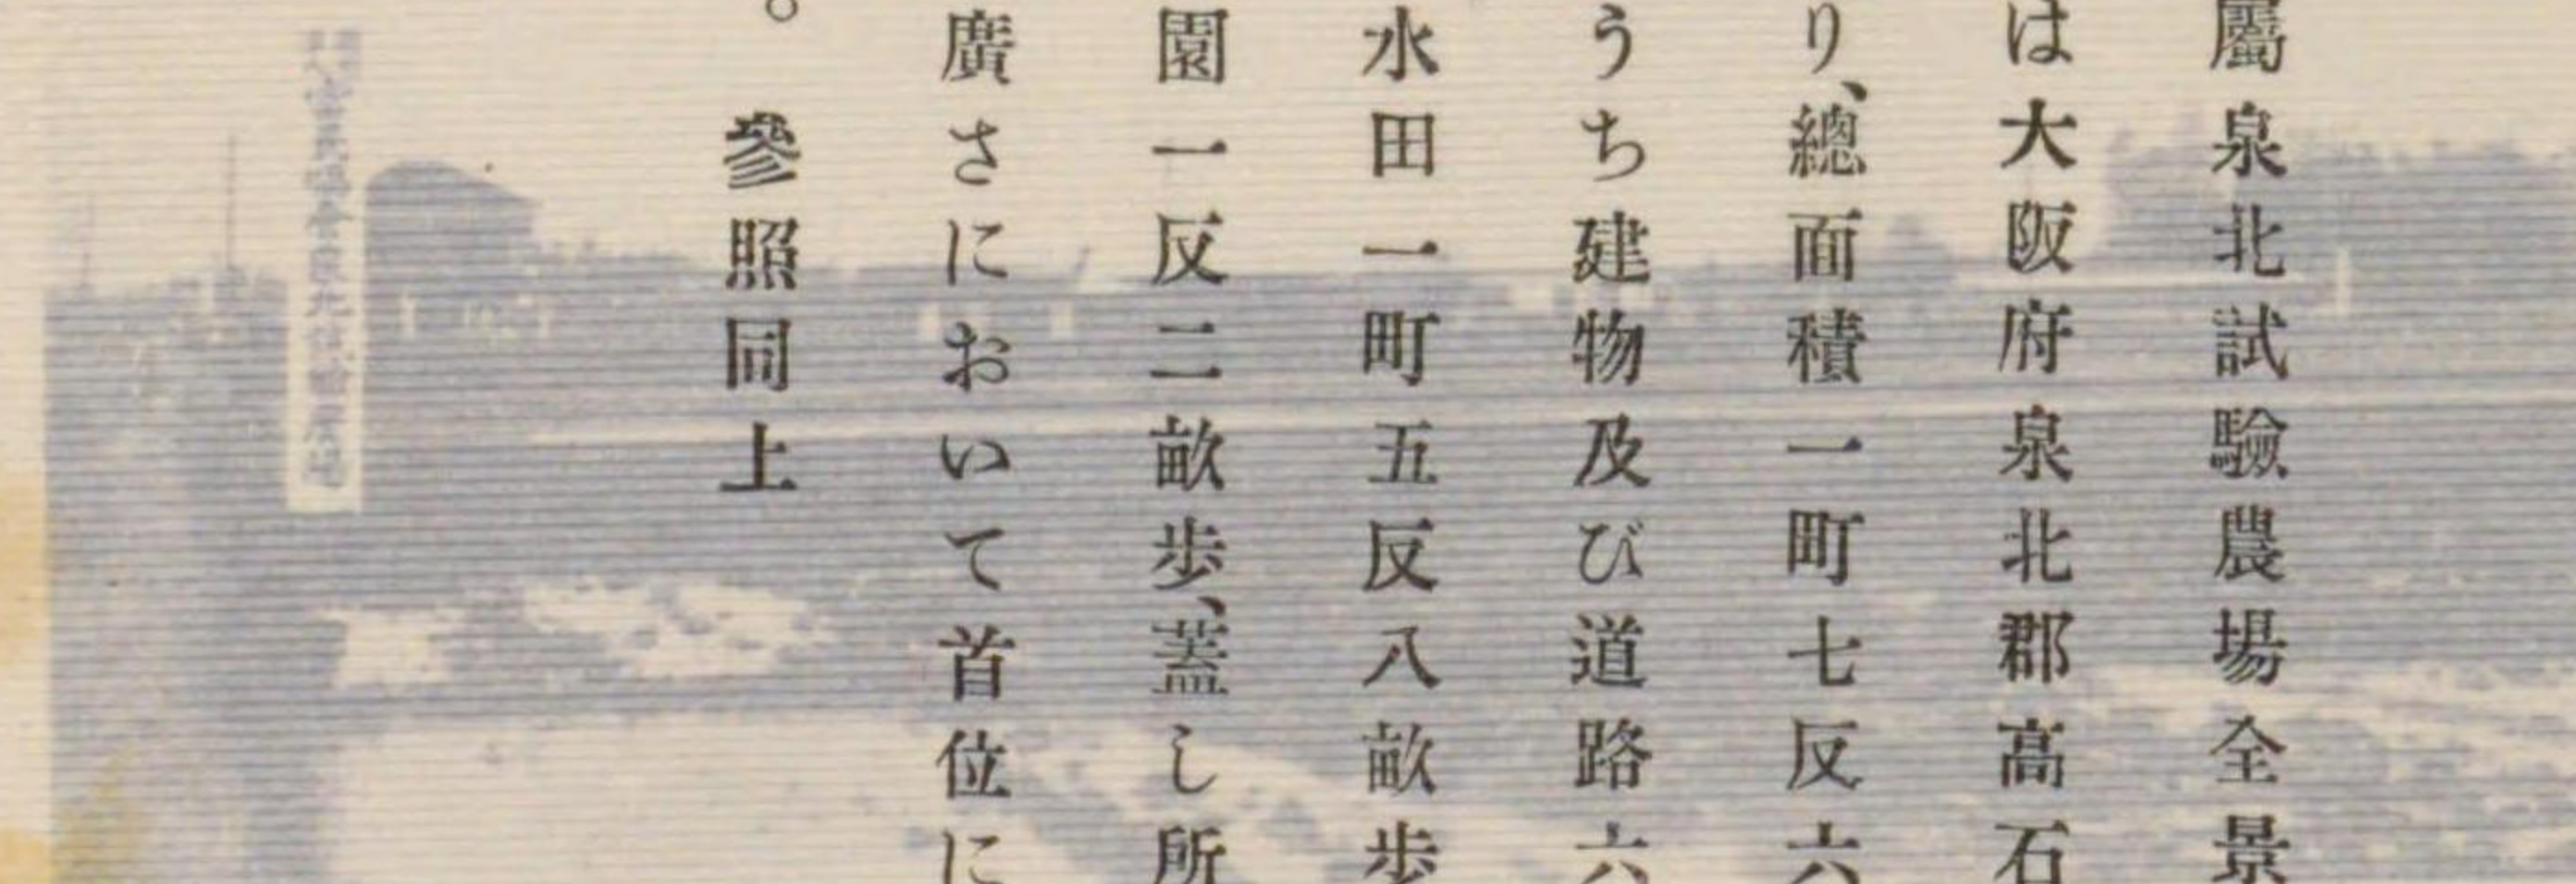 屬泉北試驗農場全景
は大阪府泉北郡高石
り、總面積一町七反六
うち建物及び道路六
水田一町五反八畝歩
園一反二畝歩、蓋し所
廣さにおいて首位に
。參照同上